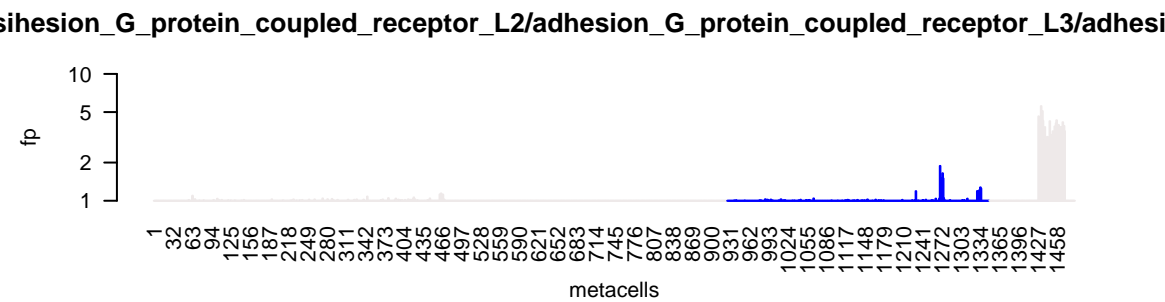 sihesion_G_protein_coupled_receptor_L2/adhesion_G_protein_coupled_receptor_L3/adhesi
10
5
2
1
fp
1 32 63 94 125 156 187 218 249 280 311 342 373 404 435 466 497 528 559 590 621 652 683 714 745 776 807 838 869 900 931 962 993 1024 1055 1086 1117 1148 1179 1210 1241 1272 1303 1334 1365 1396 1427 1458
metacells